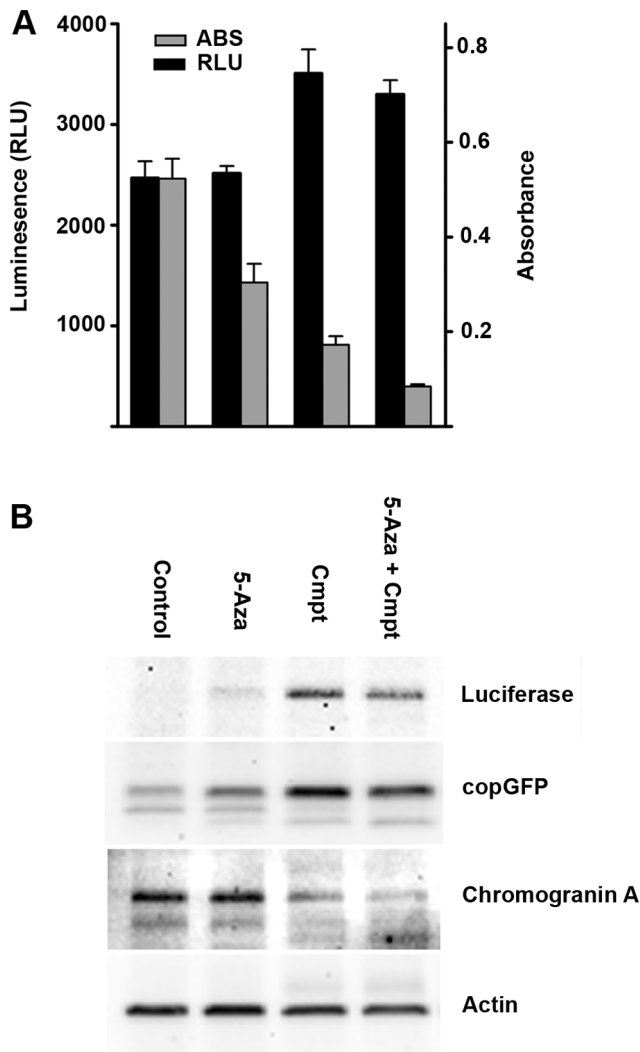 A
4000
3000
2000
1000
Luminesence (RLU)
ABS
RLU
0.8
0.6
0.4
0.2
Absorbance
B
Control
5-Aza
Cmpt
5-Aza + Cmpt
Luciferase
copGFP
Chromogranin A
Actin